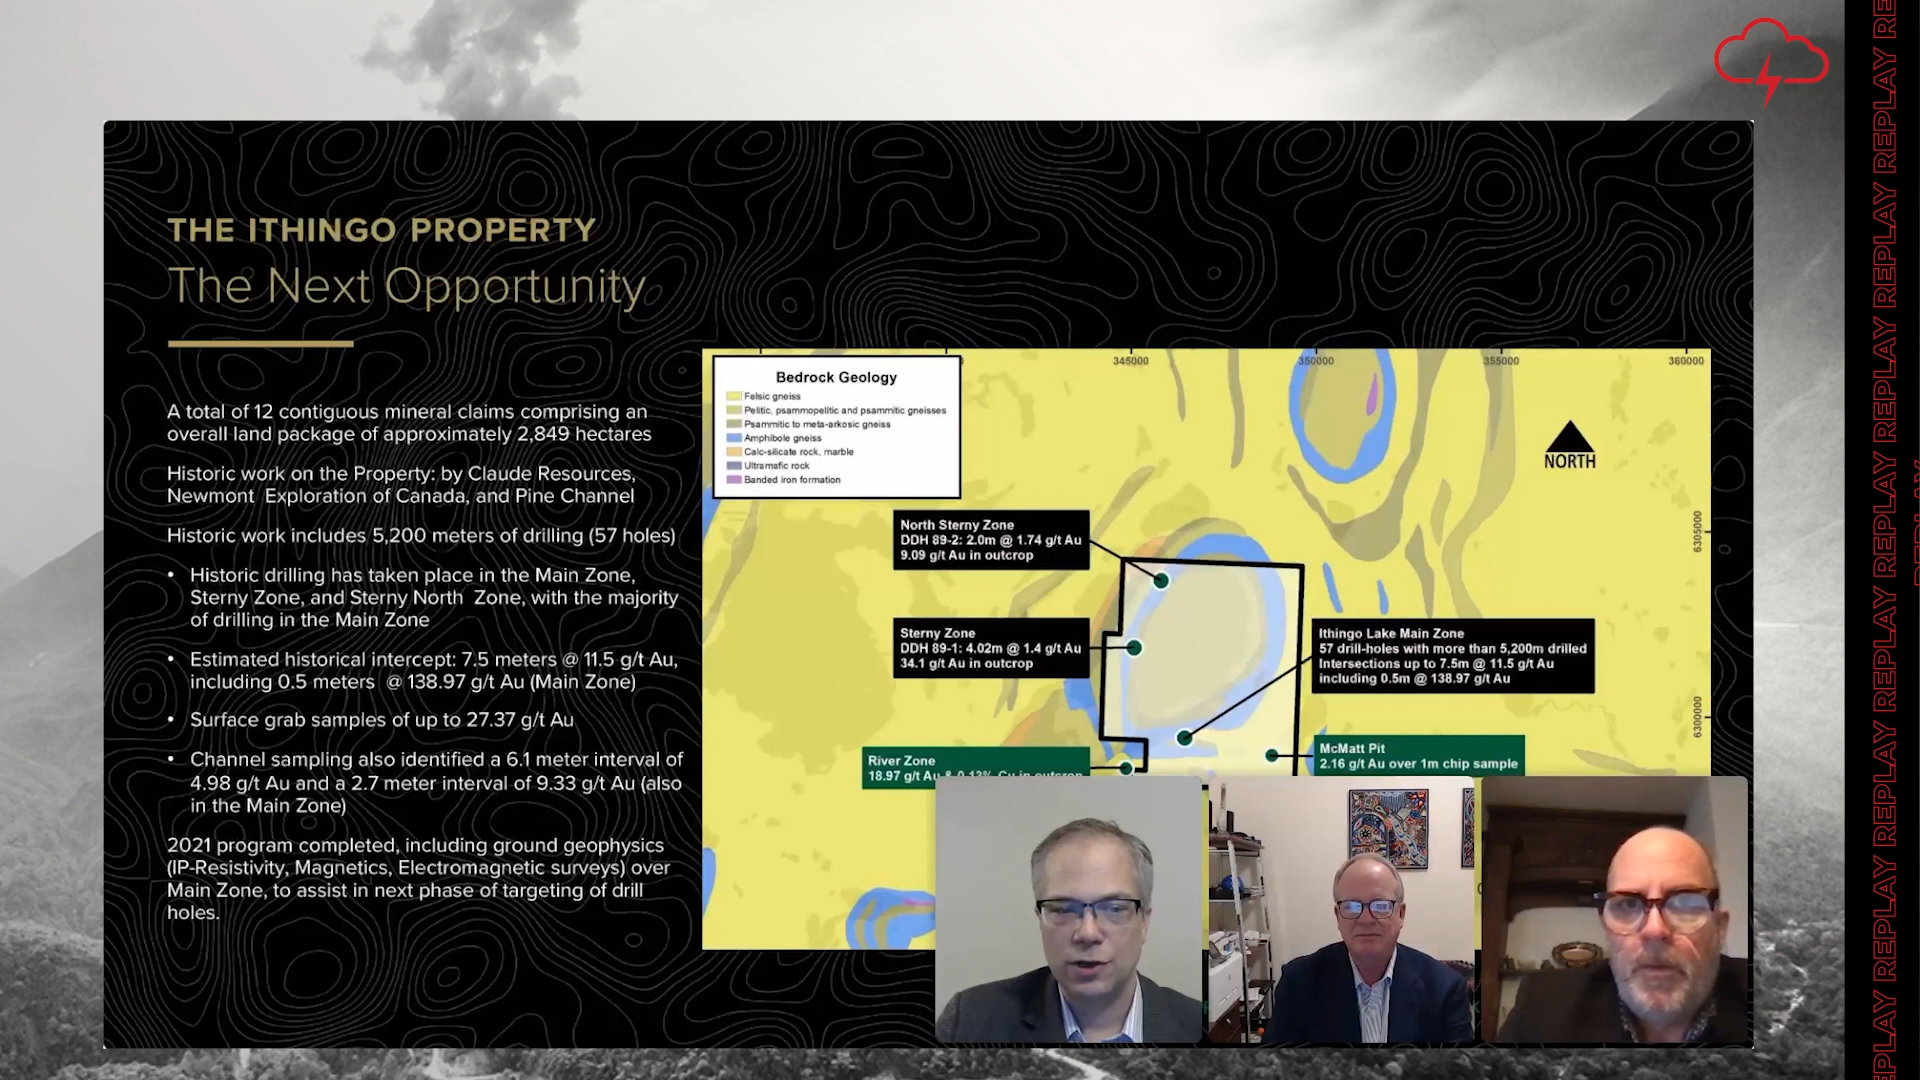 THE ITHINGO PROPERTY
The Next Opportunity
A total of 12 contiguous mineral claims comprising an
overall land package of approximately 2,849 hectares
Historic work on the Property: by Claude Resources,
Newmont Exploration of Canada, and Pine Channel
Historic work includes 5,200 meters of drilling (57 holes)
• Historic drilling has taken place in the Main Zone,
Sterny Zone, and Sterny North Zone, with the majority
of drilling in the Main Zone
• Estimated historical intercept: 7.5 meters @ 11.5 g/t Au,
including 0.5 meters @ 138.97 g/t Au (Main Zone)
• Surface grab samples of up to 27.37 g/t Au
• Channel sampling also identified a 6.1 meter interval of
4.98 g/t Au and a 2.7 meter interval of 9.33 g/t Au (also
in the Main Zone)
2021 program completed, including ground geophysics
(IP-Resistivity, Magnetics, Electromagnetic surveys) over
Main Zone, to assist in next phase of targeting of drill
holes.
345000
350000
355000
360000
Bedrock Geology
Felsic gneiss
Pelitic, psammopelitic and psammitic gneisses
Psammitic to meta-arkosic gneiss
Amphibole gneiss
Calc-silicate rock, marble
Ultramafic rock
Banded iron formation
NORTH
6305000
6300000
North Sterny Zone
DDH 89-2: 2.0m @ 1.74 g/t Au
9.09 g/t Au in outcrop
Sterny Zone
DDH 89-1: 4.02m @ 1.4 g/t Au
34.1 g/t Au in outcrop
Ithingo Lake Main Zone
57 drill-holes with more than 5,200m drilled
Intersections up to 7.5m @ 11.5 g/t Au
including 0.5m @ 138.97 g/t Au
River Zone
18.97 g/t Au & 0.13% Cu in outcrop
McMatt Pit
2.16 g/t Au over 1m chip sample
REPLAY REPLAY REPLAY REPLAY REPLAY REPLAY REPLAY REPLAY
REPLAY